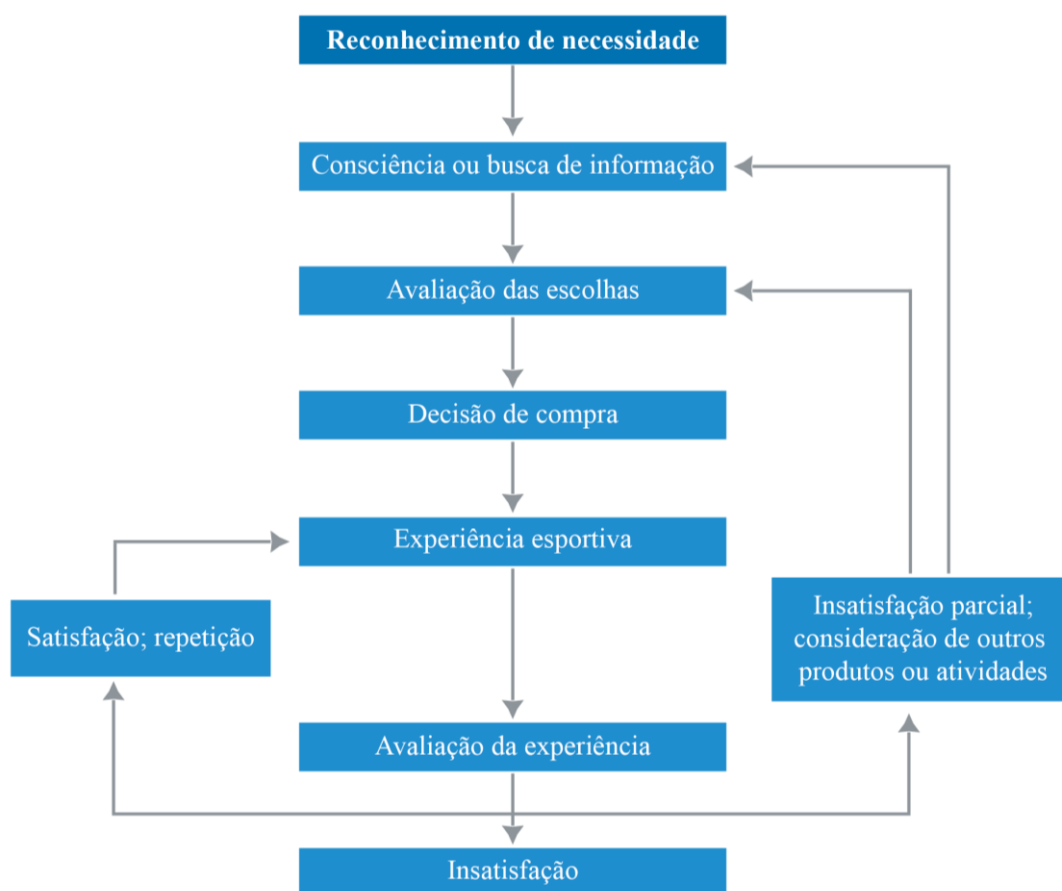 Reconhecimento de necessidade
Consciência ou busca de informação
Avaliação das escolhas
Decisão de compra
Experiência esportiva
Satisfação; repetição
Insatisfação parcial;
consideração de outros
produtos ou atividades
Avaliação da experiência
Insatisfação